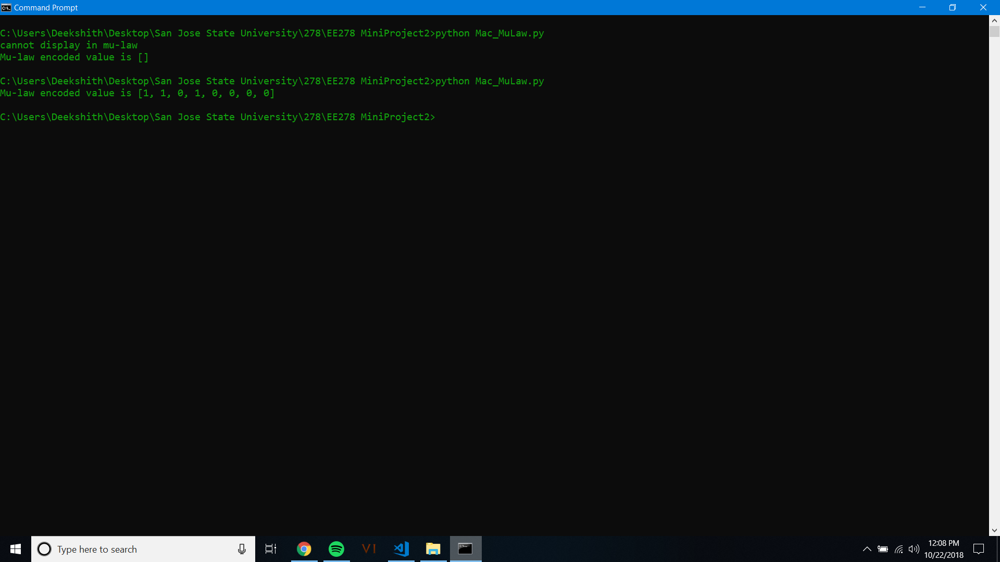 Command Prompt
C:\Users\Deekshith\Desktop\San Jose State University\278\EE278 MiniProject2>python Mac_MuLaw.py
cannot display in mu-law
Mu-law encoded value is []
C:\Users\Deekshith\Desktop\San Jose State University\278\EE278 MiniProject2>python Mac_MuLaw.py
Mu-law encoded value is [1, 1, 0, 1, 0, 0, 0, 0]
C:\Users\Deekshith\Desktop\San Jose State University\278\EE278 MiniProject2>
Type here to search
VI
12:08 PM
10/22/2018